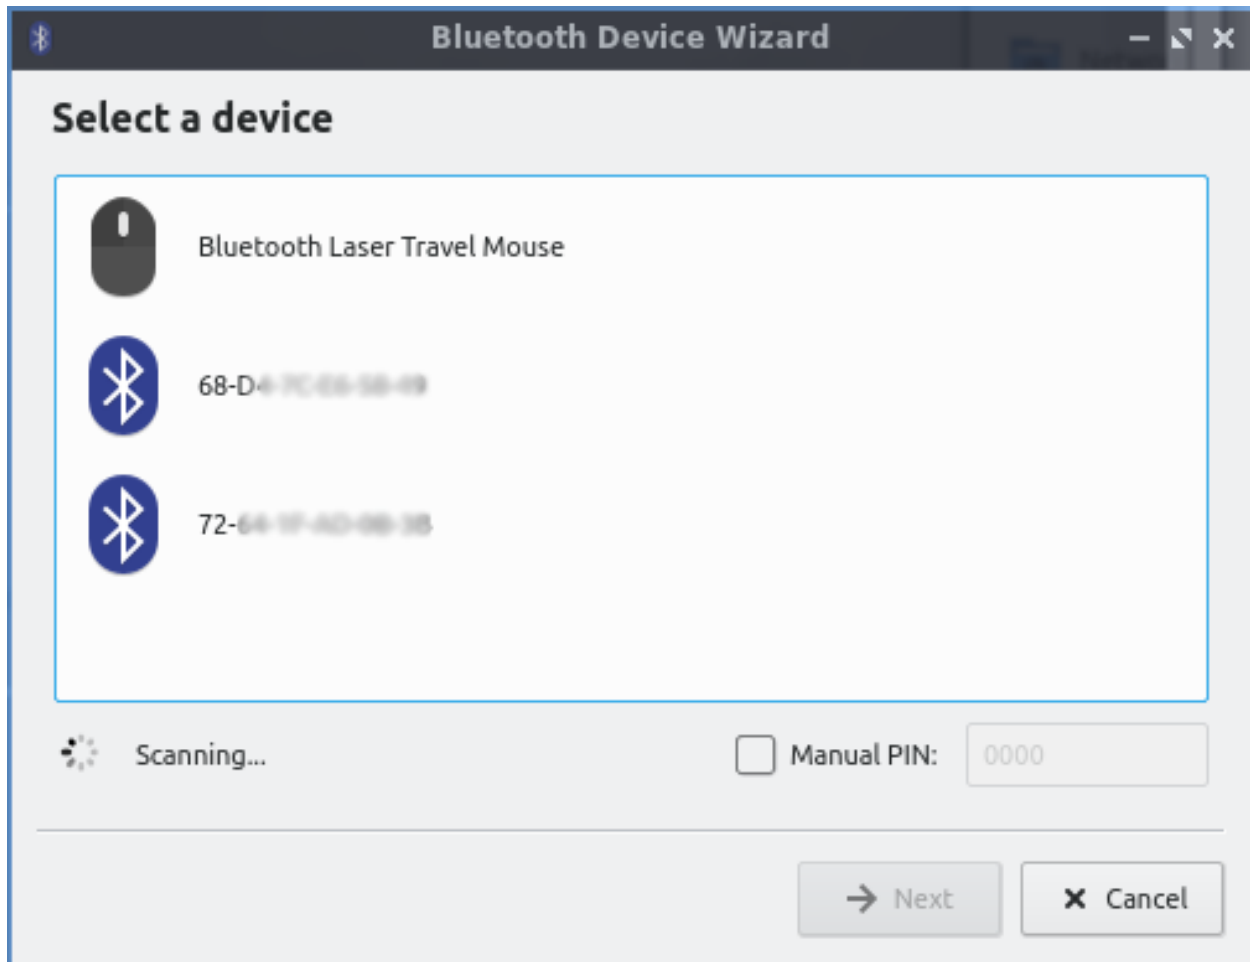 Bluetooth Device Wizard
Select a device
Bluetooth Laser Travel Mouse
68-D
72-
Scanning...
Manual PIN:
0000
Next
Cancel